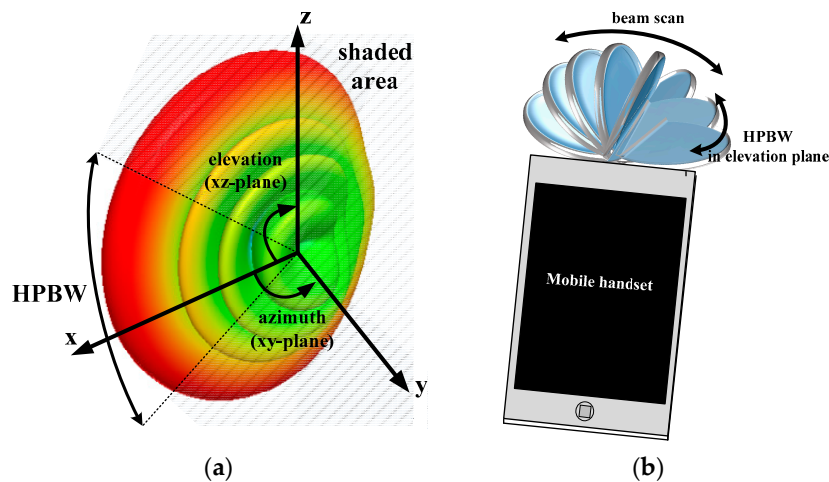 z
shaded
area
elevation
(xz-plane)
HPBW
x
azimuth
(xy-plane)
y
(a)
beam scan
HPBW
in elevation plane
Mobile handset
(b)